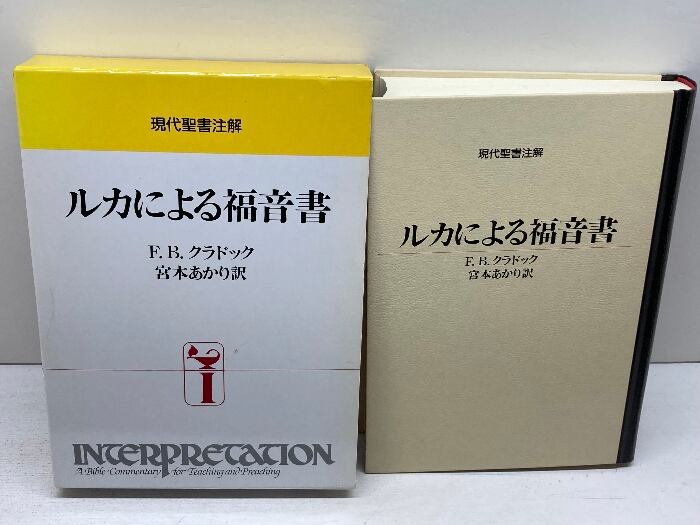 現代聖書注解
ルカによる福音書
F. B. クラドック
宮本あかり訳
I
INTERPRETATION
A Bible Commentary for Teaching and Preaching
現代聖書注解
ルカによる福音書
F. B. クラドック
宮本あかり訳